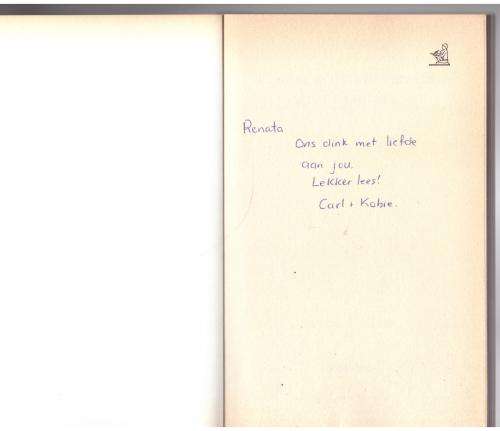 Renata
Ons dink met liefde
aan jou.
Lekker lees!
Carl + Kobie.